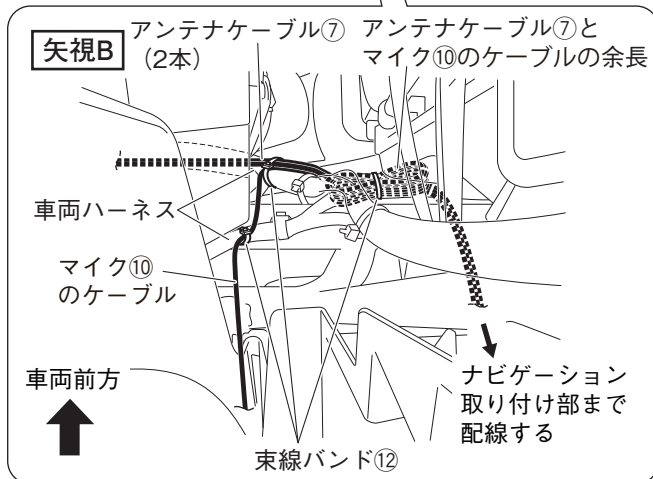 矢視B
アンテナケーブル⑦
(2本)
アンテナケーブル⑦と
マイク⑩のケーブルの余長
車両ハーネス
マイク⑩
のケーブル
車両前方
ナビゲーション
取り付け部まで
配線する
束線バンド⑫